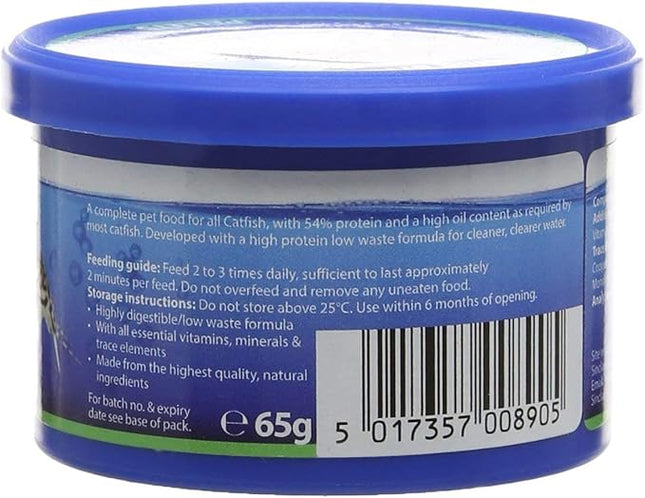 A complete pet food for all Catfish, with 54% protein and a high oil content as required by
most catfish. Developed with a high protein low waste formula for cleaner, clearer water.
Feeding guide: Feed 2 to 3 times daily, sufficient to last approximately
2 minutes per feed. Do not overfeed and remove any uneaten food.
Storage instructions: Do not store above 25°C. Use within 6 months of opening.
• Highly digestible/low waste formula
• With all essential vitamins, minerals &
trace elements
• Made from the highest quality, natural
ingredients
For batch no. & expiry
date see base of pack.
℮ 65g
5 017357 008905